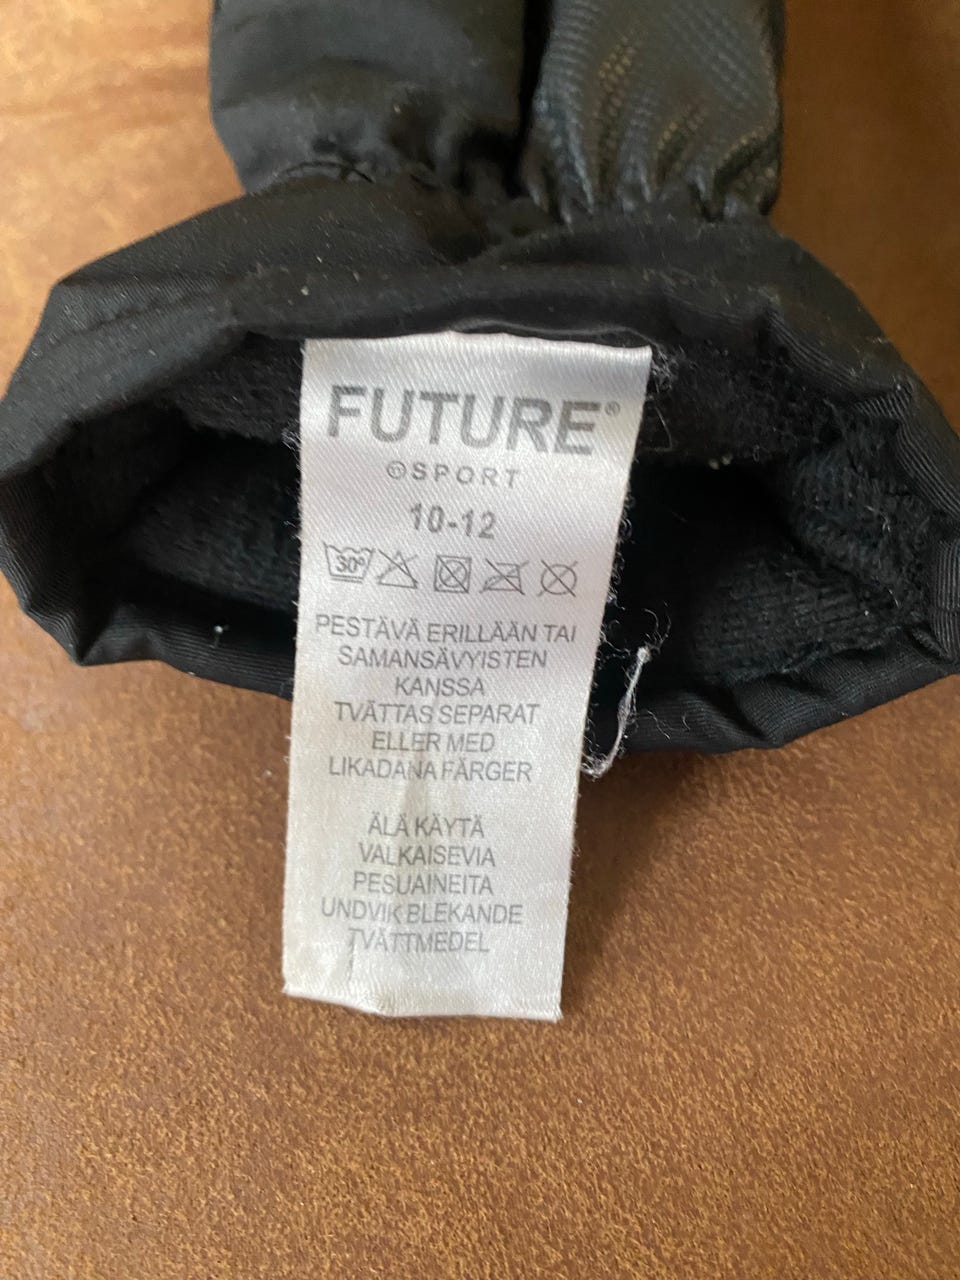 FUTURE®
SPORT
10-12
30°
PESTÄVÄ ERILLÄÄN TAI
SAMANSÄVYISTEN
KANSSA
TVÄTTAS SEPARAT
ELLER MED
LIKADANA FÄRGER
ÄLÄ KÄYTÄ
VALKAISEVIA
PESUAINEITA
UNDVIK BLEKANDE
TVÄTTMEDEL